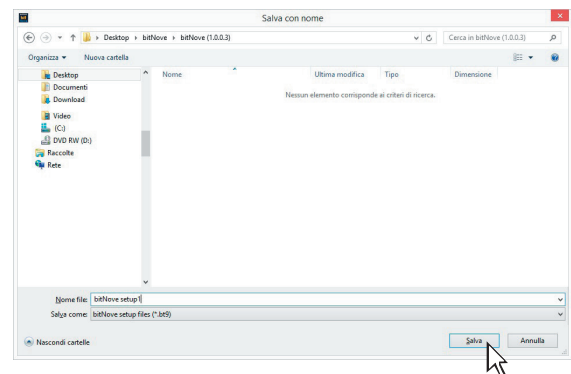 Salva con nome
Desktop bitNove bitNove (1.0.0.3) Cerca in bitNove (1.0.0.3)
Organizza Nuova cartella
Nome Ultima modifica Tipo Dimensione
Nessun elemento corrisponde ai criteri di ricerca.
Desktop
Documenti
Download
Video
(C:)
DVD RW (D:)
Raccolte
Rete
Nome file: bitNove setup1
Salva come: bitNove setup files (*.bt9)
Nascondi cartelle Salva Annulla